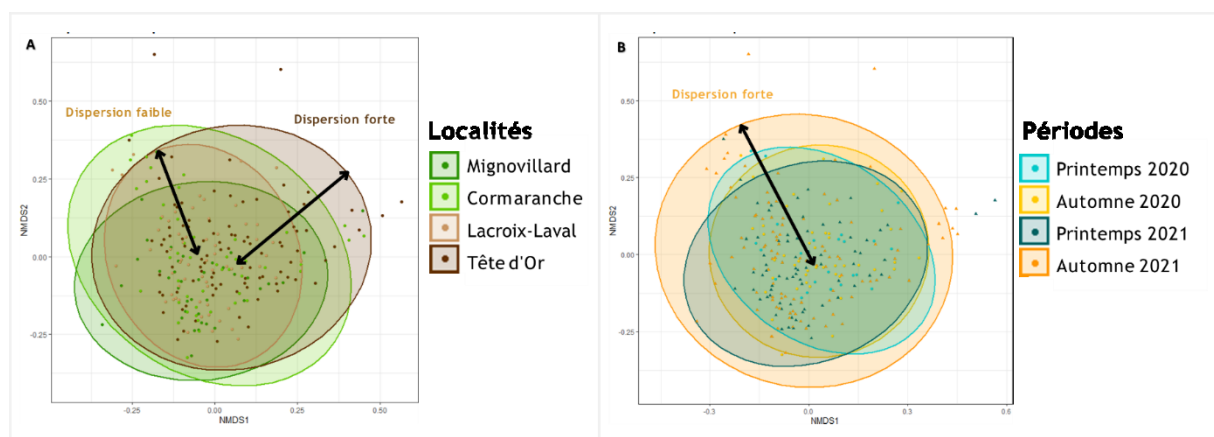 A
Dispersion faible
Dispersion forte
0.50
0.25
0.00
-0.25
NMDS2
-0.25
0.00
0.25
0.50
NMDS1
Localités
Mignovillard
Cormaranche
Lacroix-Laval
Tête d'Or
B
Dispersion forte
0.50
0.25
0.00
-0.25
NMDS2
-0.3
0.0
0.3
0.6
NMDS1
Périodes
Printemps 2020
Automne 2020
Printemps 2021
Automne 2021